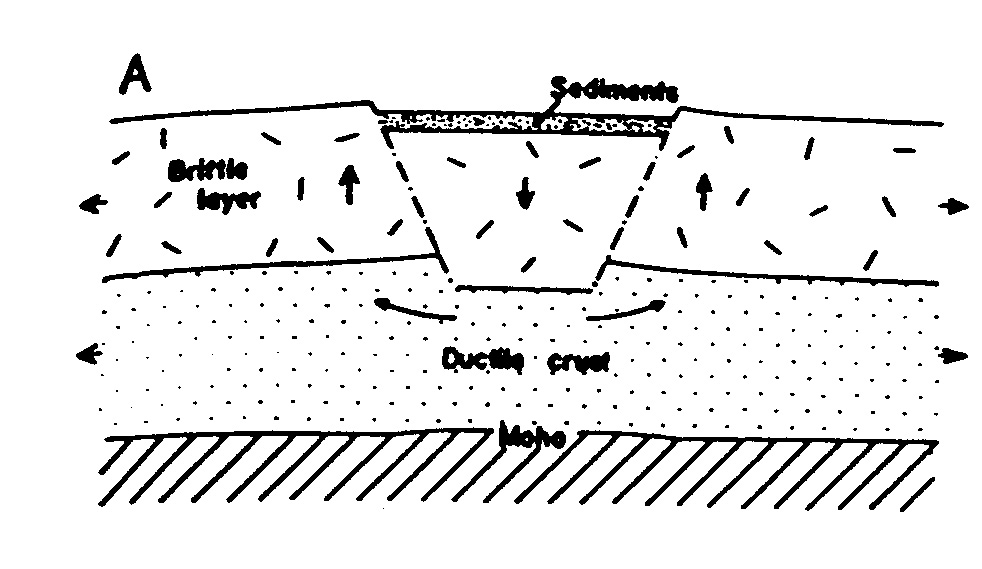 A
Sediments
Brittle
layer
Ductile crust
Moho